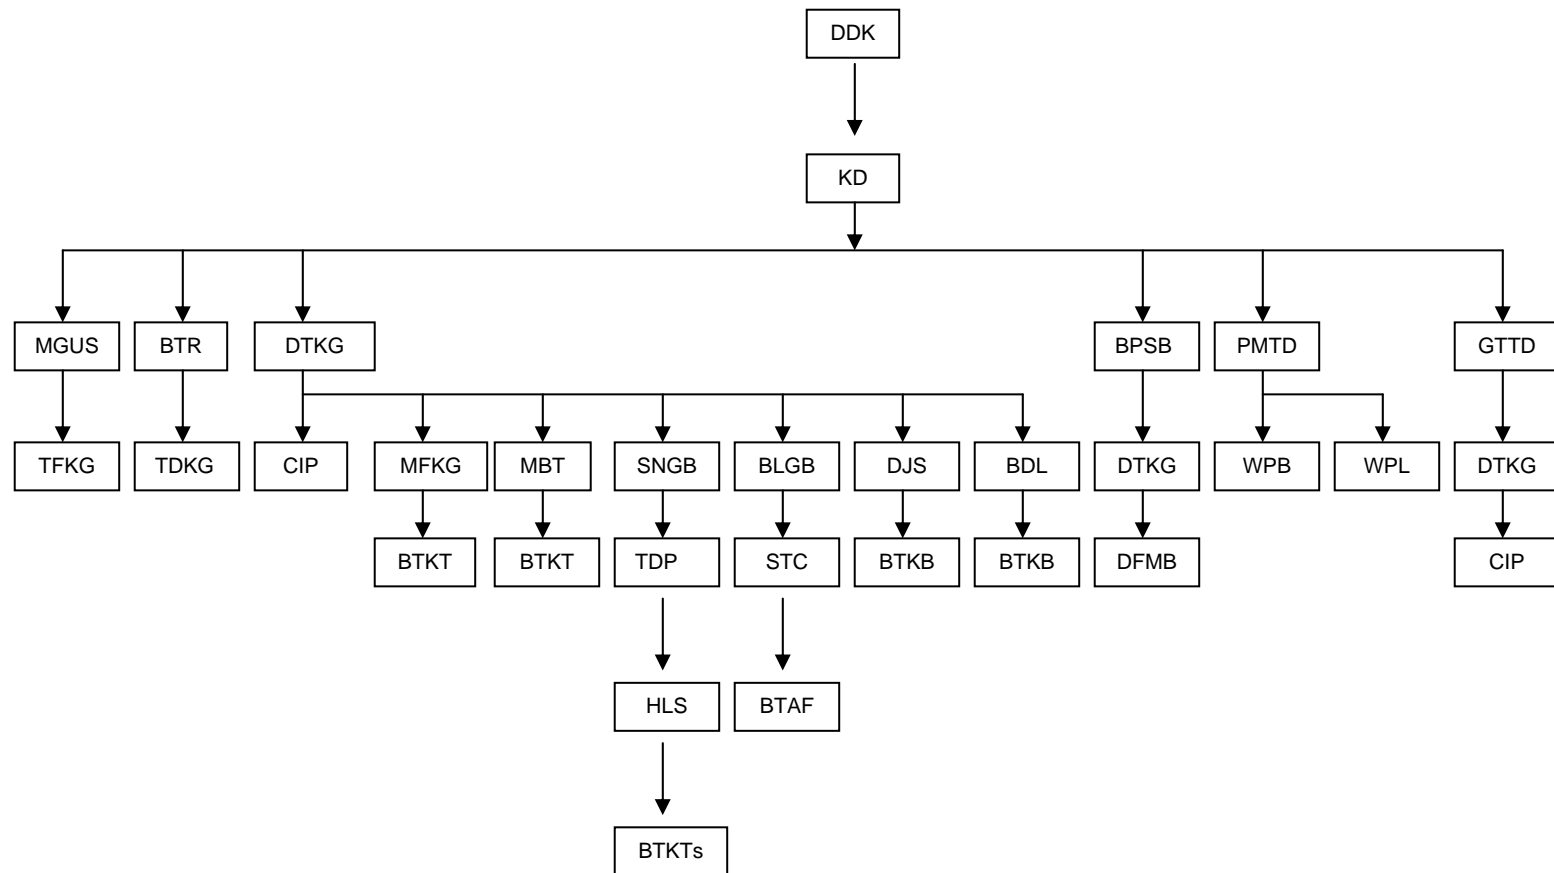 DDK
KD
MGUS
BTR
DTKG
BPSB
PMTD
GTTD
TFKG
TDKG
CIP
MFKG
MBT
SNGB
BLGB
DJS
BDL
DTKG
WPB
WPL
DTKG
BTKT
BTKT
TDP
STC
BTKB
BTKB
DFMB
CIP
HLS
BTAF
BTKTs